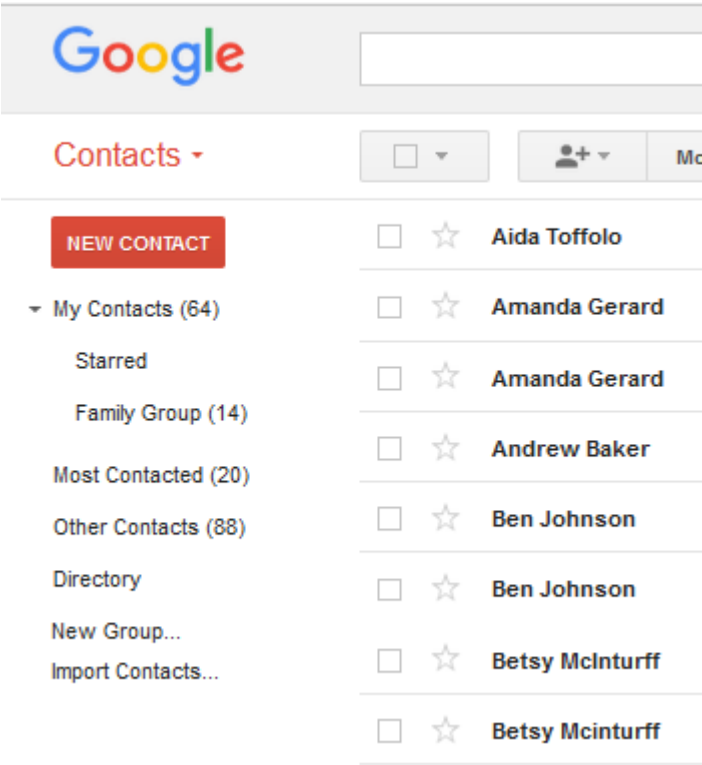 Google
Contacts
NEW CONTACT
My Contacts (64)
Starred
Family Group (14)
Most Contacted (20)
Other Contacts (88)
Directory
New Group...
Import Contacts...
Aida Toffolo
Amanda Gerard
Amanda Gerard
Andrew Baker
Ben Johnson
Ben Johnson
Betsy McInturff
Betsy Mcinturff